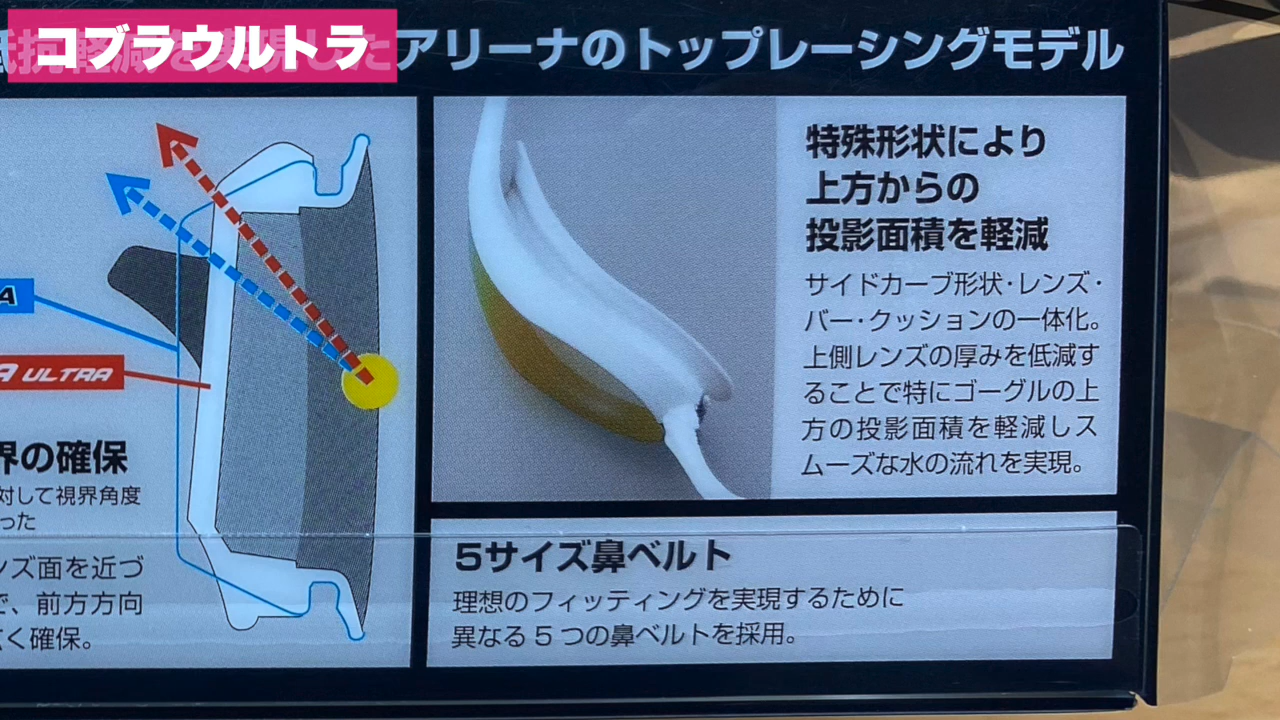 コブラウルトラ
アリーナのトップレーシングモデル
特殊形状により
上方からの
投影面積を軽減
サイドカーブ形状・レンズ・
バー・クッションの一体化。
上側レンズの厚みを低減す
ることで特にゴーグルの上
方の投影面積を軽減しス
ムーズな水の流れを実現。
A
A ULTRA
界の確保
対して視界角度
った
ンズ面を近づ
で、前方方向
く確保。
5サイズ鼻ベルト
理想のフィッティングを実現するために
異なる5つの鼻ベルトを採用。